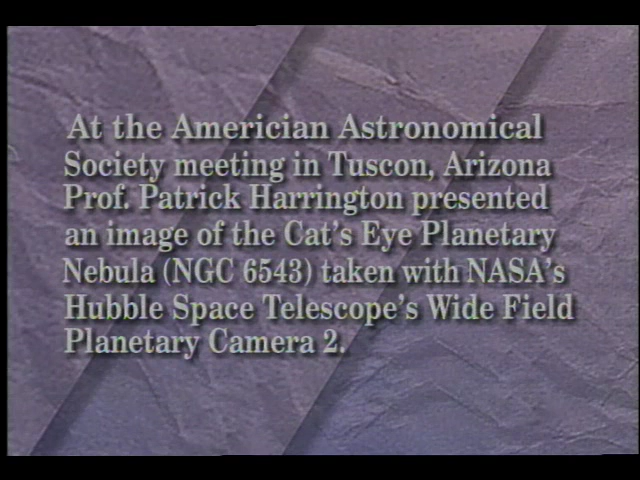 At the Americian Astronomical
Society meeting in Tuscon, Arizona
Prof. Patrick Harrington presented
an image of the Cat's Eye Planetary
Nebula (NGC 6543) taken with NASA's
Hubble Space Telescope's Wide Field
Planetary Camera 2.